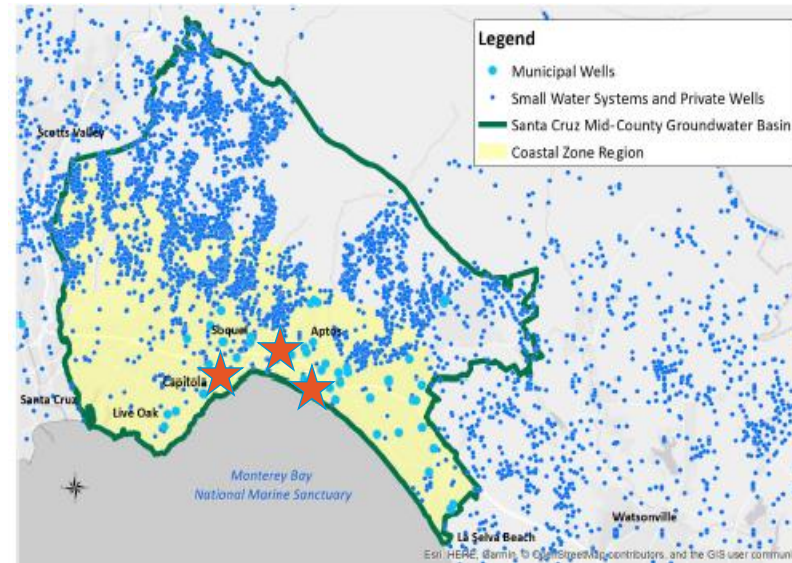 Legend
Municipal Wells
Small Water Systems and Private Wells
Santa Cruz Mid-County Groundwater Basin
Coastal Zone Region
Scotts Valley
Soquel
Aptos
Capitola
Santa Cruz
Live Oak
Monterey Bay
National Marine Sanctuary
Watsonville
La Selva Beach
Esri, HERE, Garmin, © OpenStreetMap contributors, and the GIS user communi